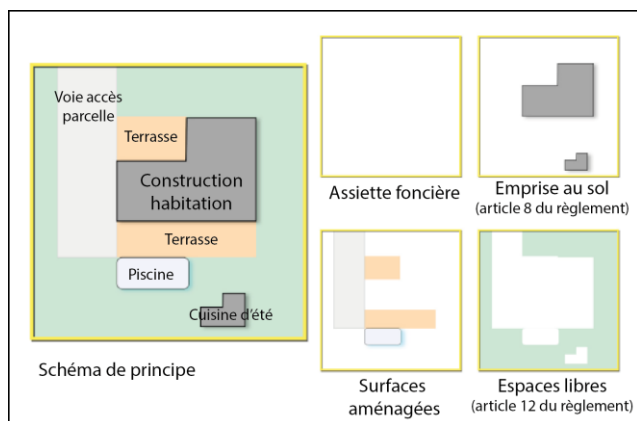 Voie accès
parcelle
Terrasse
Construction
habitation
Terrasse
Piscine
Cuisine d'été
Schéma de principe
Assiette foncière
Emprise au sol
(article 8 du règlement)
Surfaces
aménagées
Espaces libres
(article 12 du règlement)